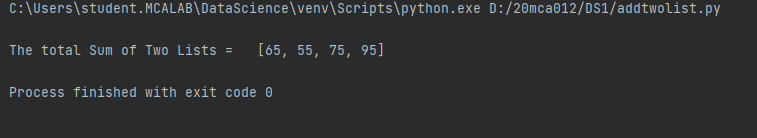 C:\Users\student.MCALAB\DataScience\venv\Scripts\python.exe D:/20mca012/DS1/addtwolist.py
The total Sum of Two Lists =   [65, 55, 75, 95]
Process finished with exit code 0